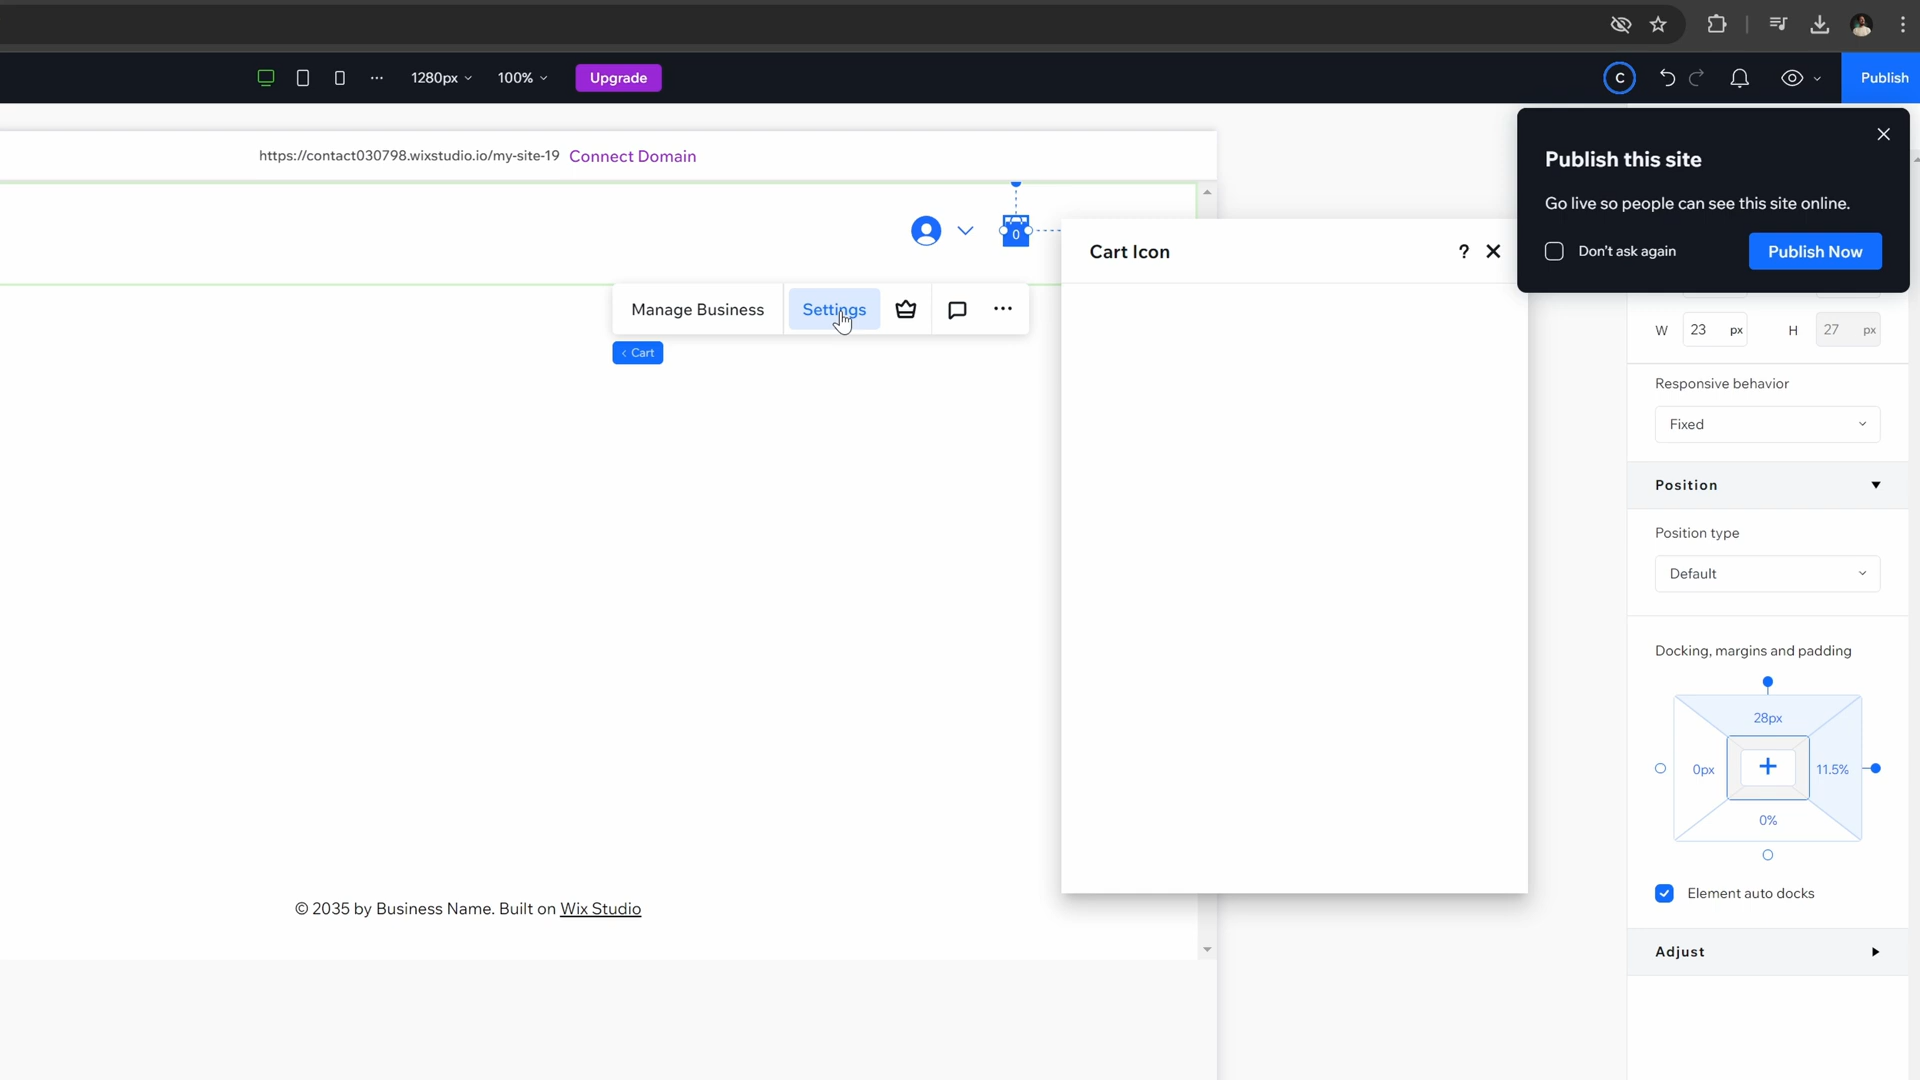 1280px
100%
Upgrade
C
Publish
https://contact030798.wixstudio.io/my-site-19 Connect Domain
Publish this site
Go live so people can see this site online.
Don't ask again
Publish Now
0
Cart Icon
?
Manage Business
Settings
< Cart
W 23 px H 27 px
Responsive behavior
Fixed
Position
Position type
Default
Docking, margins and padding
28px
0px
11.5%
0%
Element auto docks
Adjust
© 2035 by Business Name. Built on Wix Studio